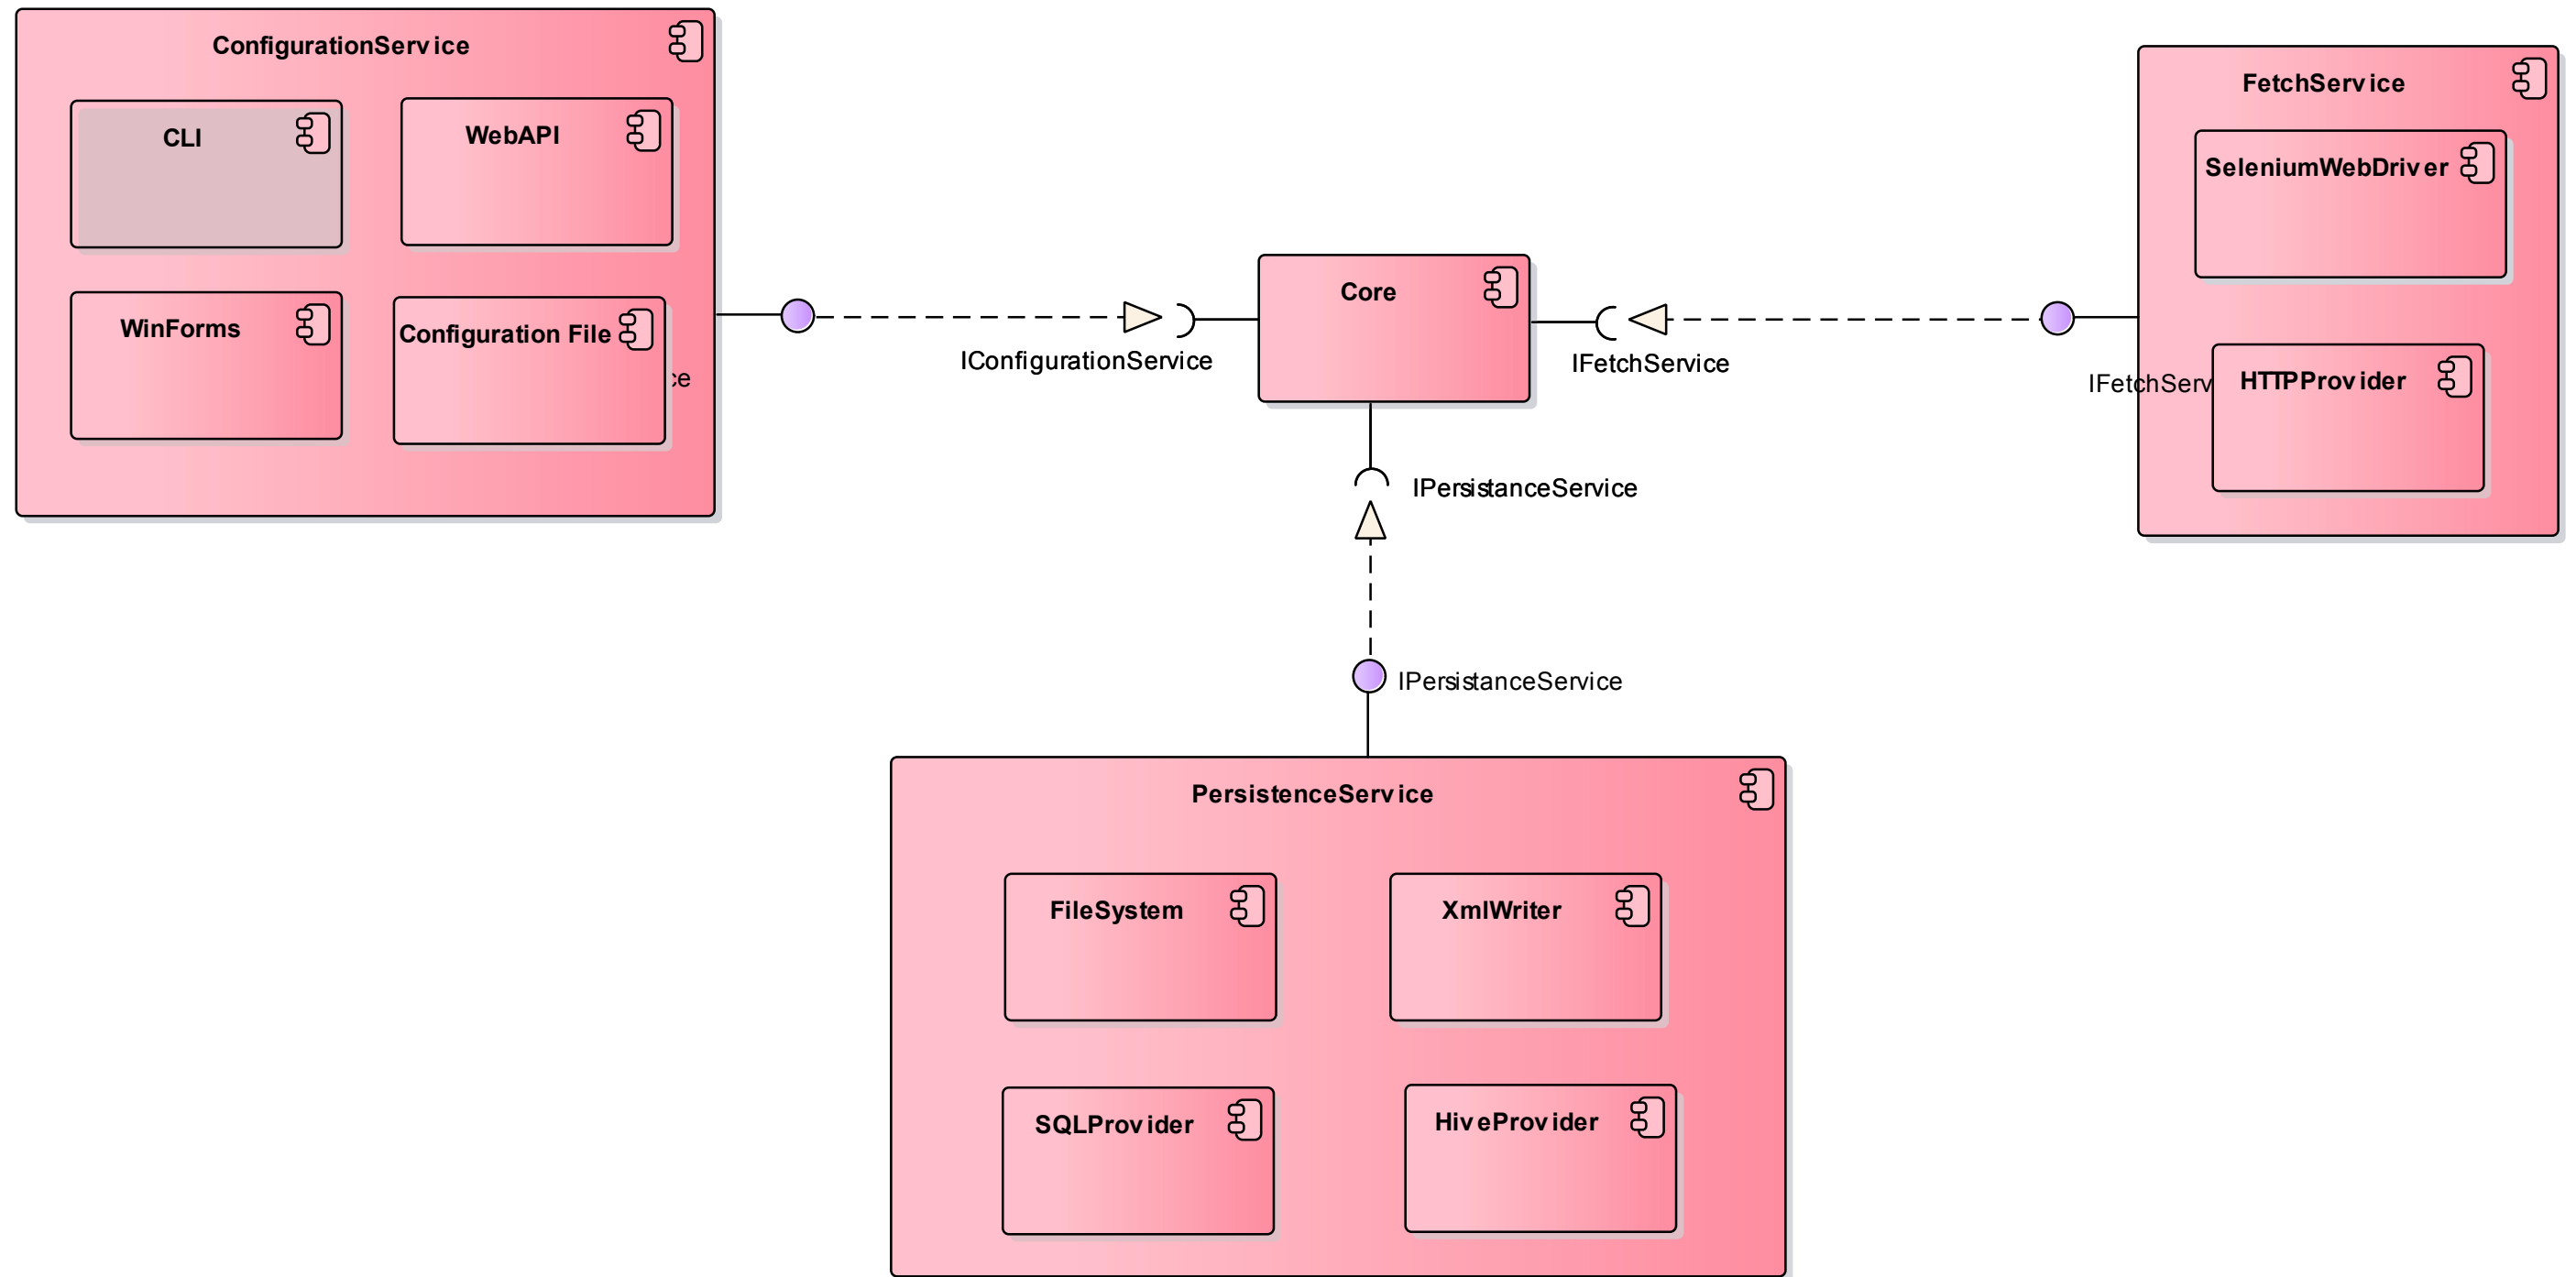 ConfigurationService
CLI
WebAPI
WinForms
Configuration File
ce
IConfigurationService
Core
IFetchService
IPersistanceService
FetchService
SeleniumWebDriver
IFetchServ
HTTPProvider
IPersistanceService
PersistenceService
FileSystem
XmlWriter
SQLProvider
HiveProvider